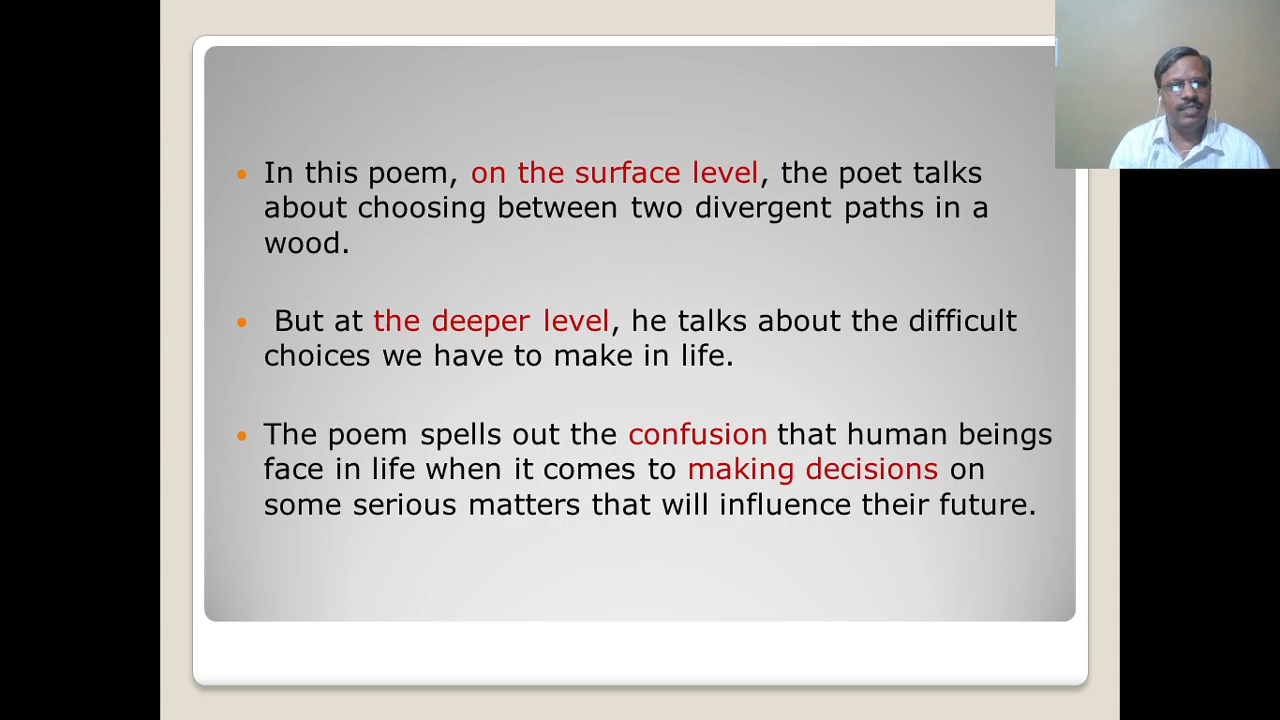 In this poem, on the surface level, the poet talks
about choosing between two divergent paths in a
wood.
But at the deeper level, he talks about the difficult
choices we have to make in life.
The poem spells out the confusion that human beings
face in life when it comes to making decisions on
some serious matters that will influence their future.